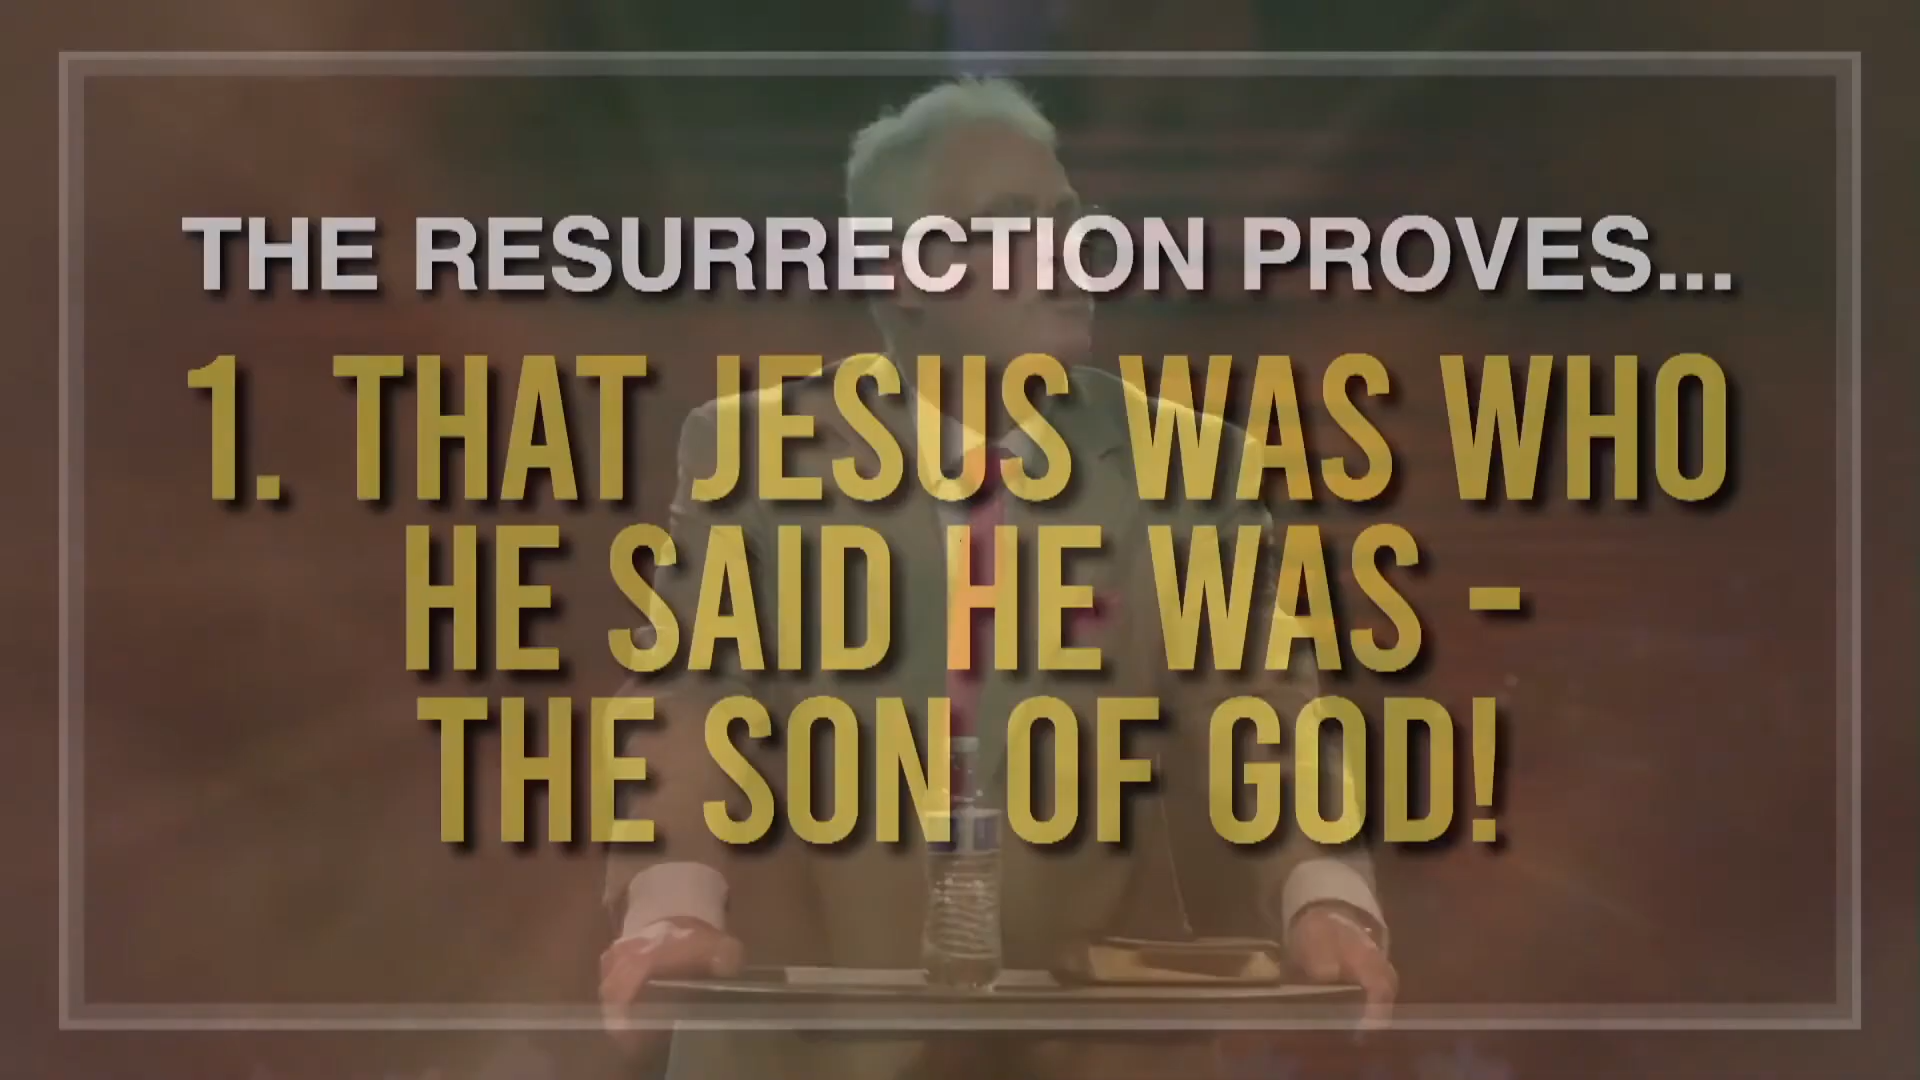 THE RESURRECTION PROVES...
1. THAT JESUS WAS WHO
HE SAID HE WAS -
THE SON OF GOD!